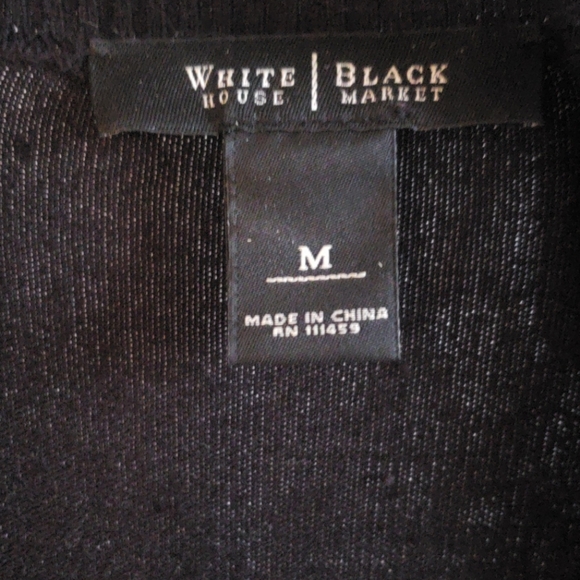 WHITE | BLACK
HOUSE | MARKET
M
MADE IN CHINA
RN 111459